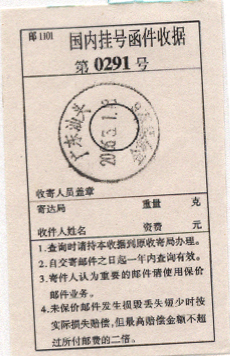 邮1101
国内挂号函件收据
第 0291 号
收寄人员盖章
寄达局 重量 克
收件人姓名 资费 元
1.查询时请持本收据到原收寄局办理。
2.自交寄邮件之日起一年内查询有效。
3.寄件人认为重要的邮件请使用保价
邮件业务。
4.未保价邮件发生损毁丢失短少时按
实际损失赔偿,但最高赔偿金额不超
过所付邮费的二倍。